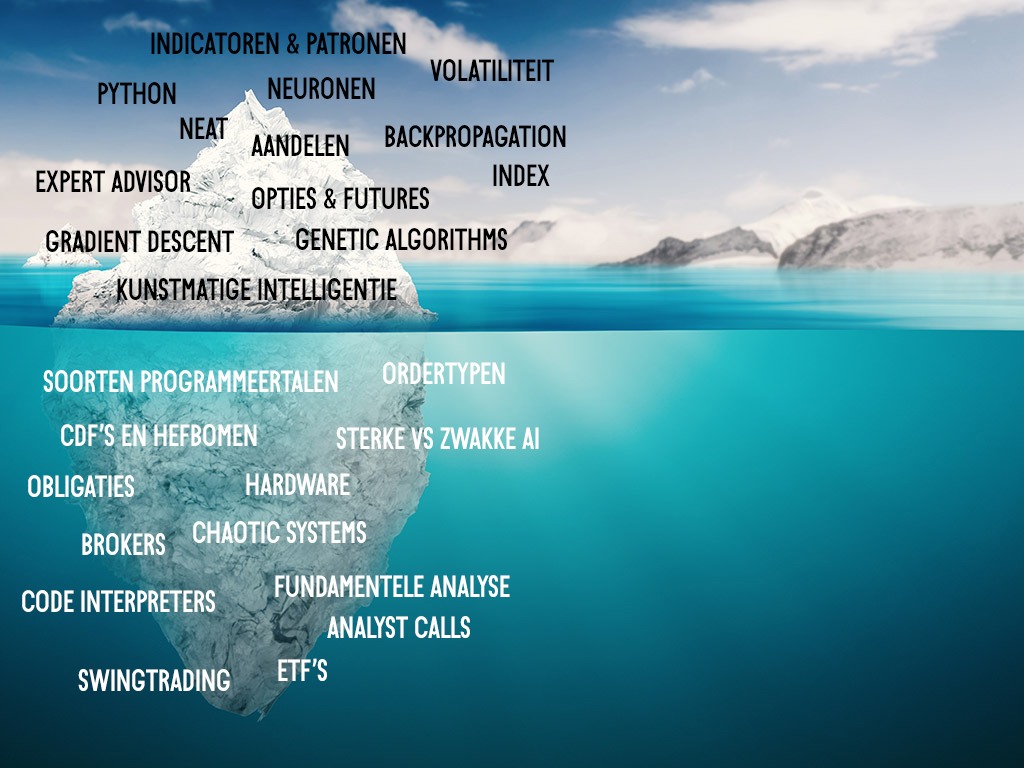 INDICATOREN & PATRONEN
VOLATILITEIT
PYTHON
NEURONEN
NEAT
AANDELEN
BACKPROPAGATION
INDEX
EXPERT ADVISOR
OPTIES & FUTURES
GRADIENT DESCENT
GENETIC ALGORITHMS
KUNSTMATIGE INTELLIGENTIE
SOORTEN PROGRAMMEERTALEN
ORDERTYPEN
CDF'S EN HEFBOMEN
STERKE VS ZWAKKE AI
OBLIGATIES
HARDWARE
BROKERS
CHAOTIC SYSTEMS
CODE INTERPRETERS
FUNDAMENTELE ANALYSE
ANALYST CALLS
SWINGTRADING
ETF'S